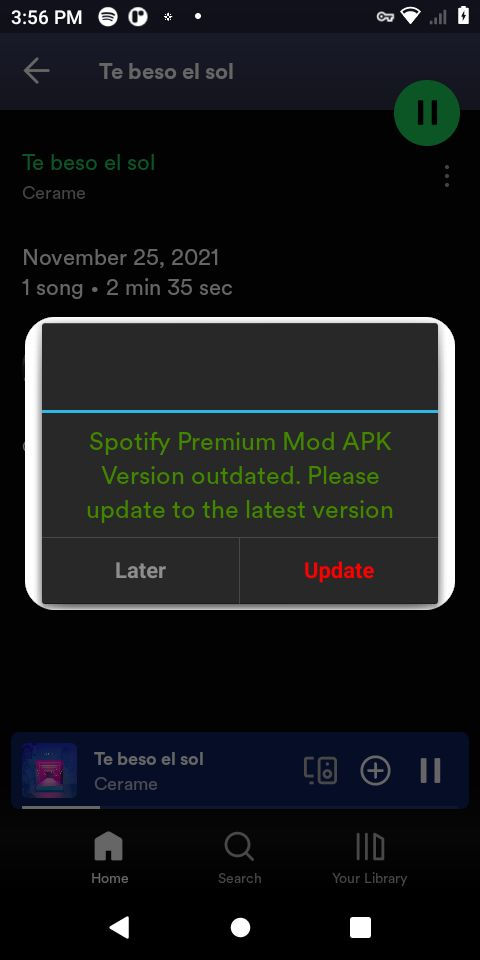 3:56 PM
Te beso el sol
Te beso el sol
Cerame
November 25, 2021
1 song • 2 min 35 sec
Spotify Premium Mod APK
Version outdated. Please
update to the latest version
Later
Update
Te beso el sol
Cerame
Home
Search
Your Library